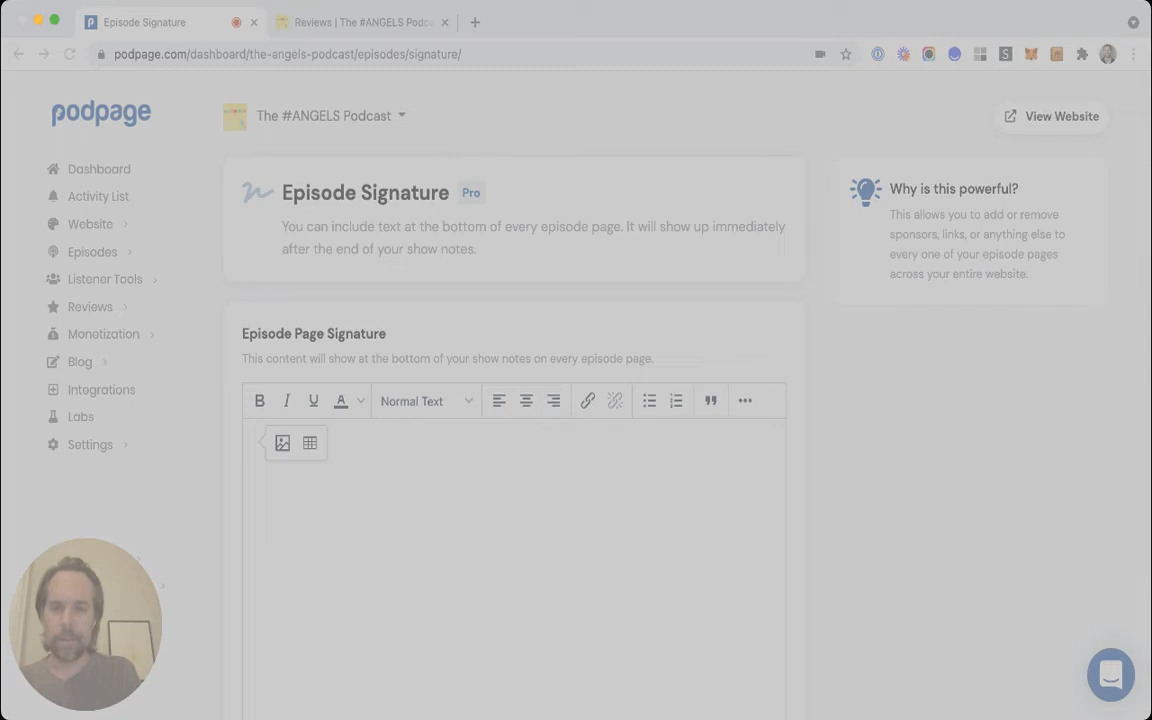 Episode Signature
Reviews | The #ANGELS Podca
podpage.com/dashboard/the-angels-podcast/episodes/signature/
podpage
The #ANGELS Podcast
View Website
Dashboard
Activity List
Website
Episodes
Listener Tools
Reviews
Monetization
Blog
Integrations
Labs
Settings
Episode Signature Pro
You can include text at the bottom of every episode page. It will show up immediately
after the end of your show notes.
Why is this powerful?
This allows you to add or remove
sponsors, links, or anything else to
every one of your episode pages
across your entire website.
Episode Page Signature
This content will show at the bottom of your show notes on every episode page.
B I U A Normal Text